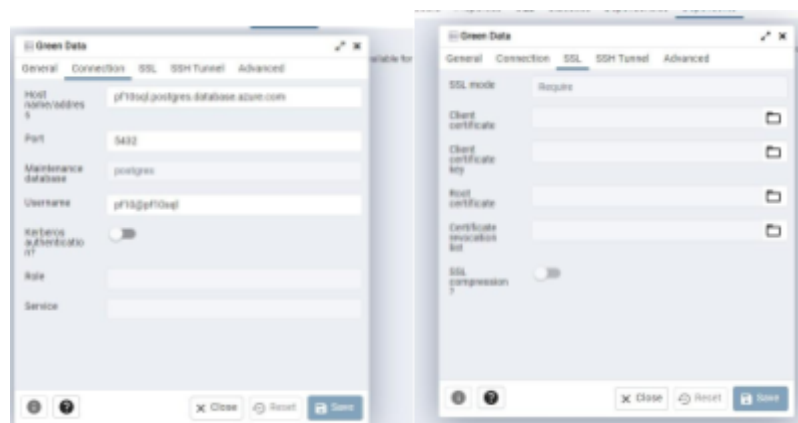 Green Data
General Connection SSL SSH Tunnel Advanced
Host
name/addres
s
pf10sql.postgres.database.azure.com
Port
5432
Maintenance
database
postgres
Username
pf10@pf10sql
Kerberos
authenticatio
n?
Role
Service
Close Reset Save
Green Data
General Connection SSL SSH Tunnel Advanced
SSL mode
Require
Client
certificate
Client
certificate
key
Root
certificate
Certificate
revocation
list
SSL
compression
?
Close Reset Save